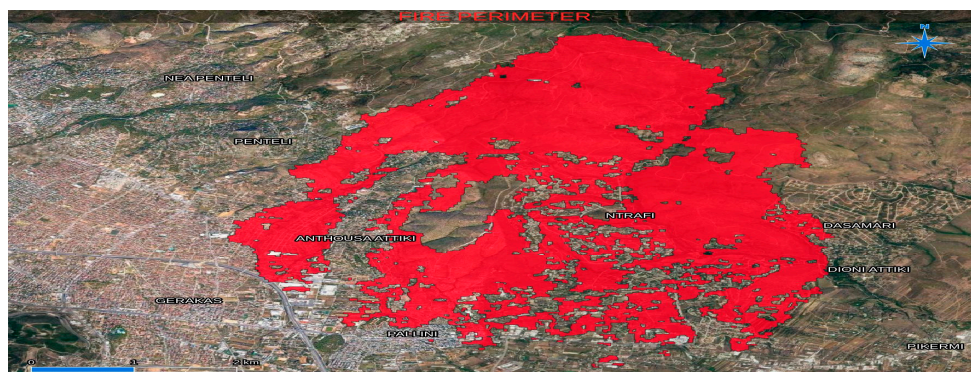 FIRE PERIMETER
N
NEA PENTELI
PENTELI
NTRAFI
DASAMARI
ANTHOUSA ATTIKI
DIONI ATTIKI
GERAKAS
PALLINI
PIKERMI
0 1 2 km